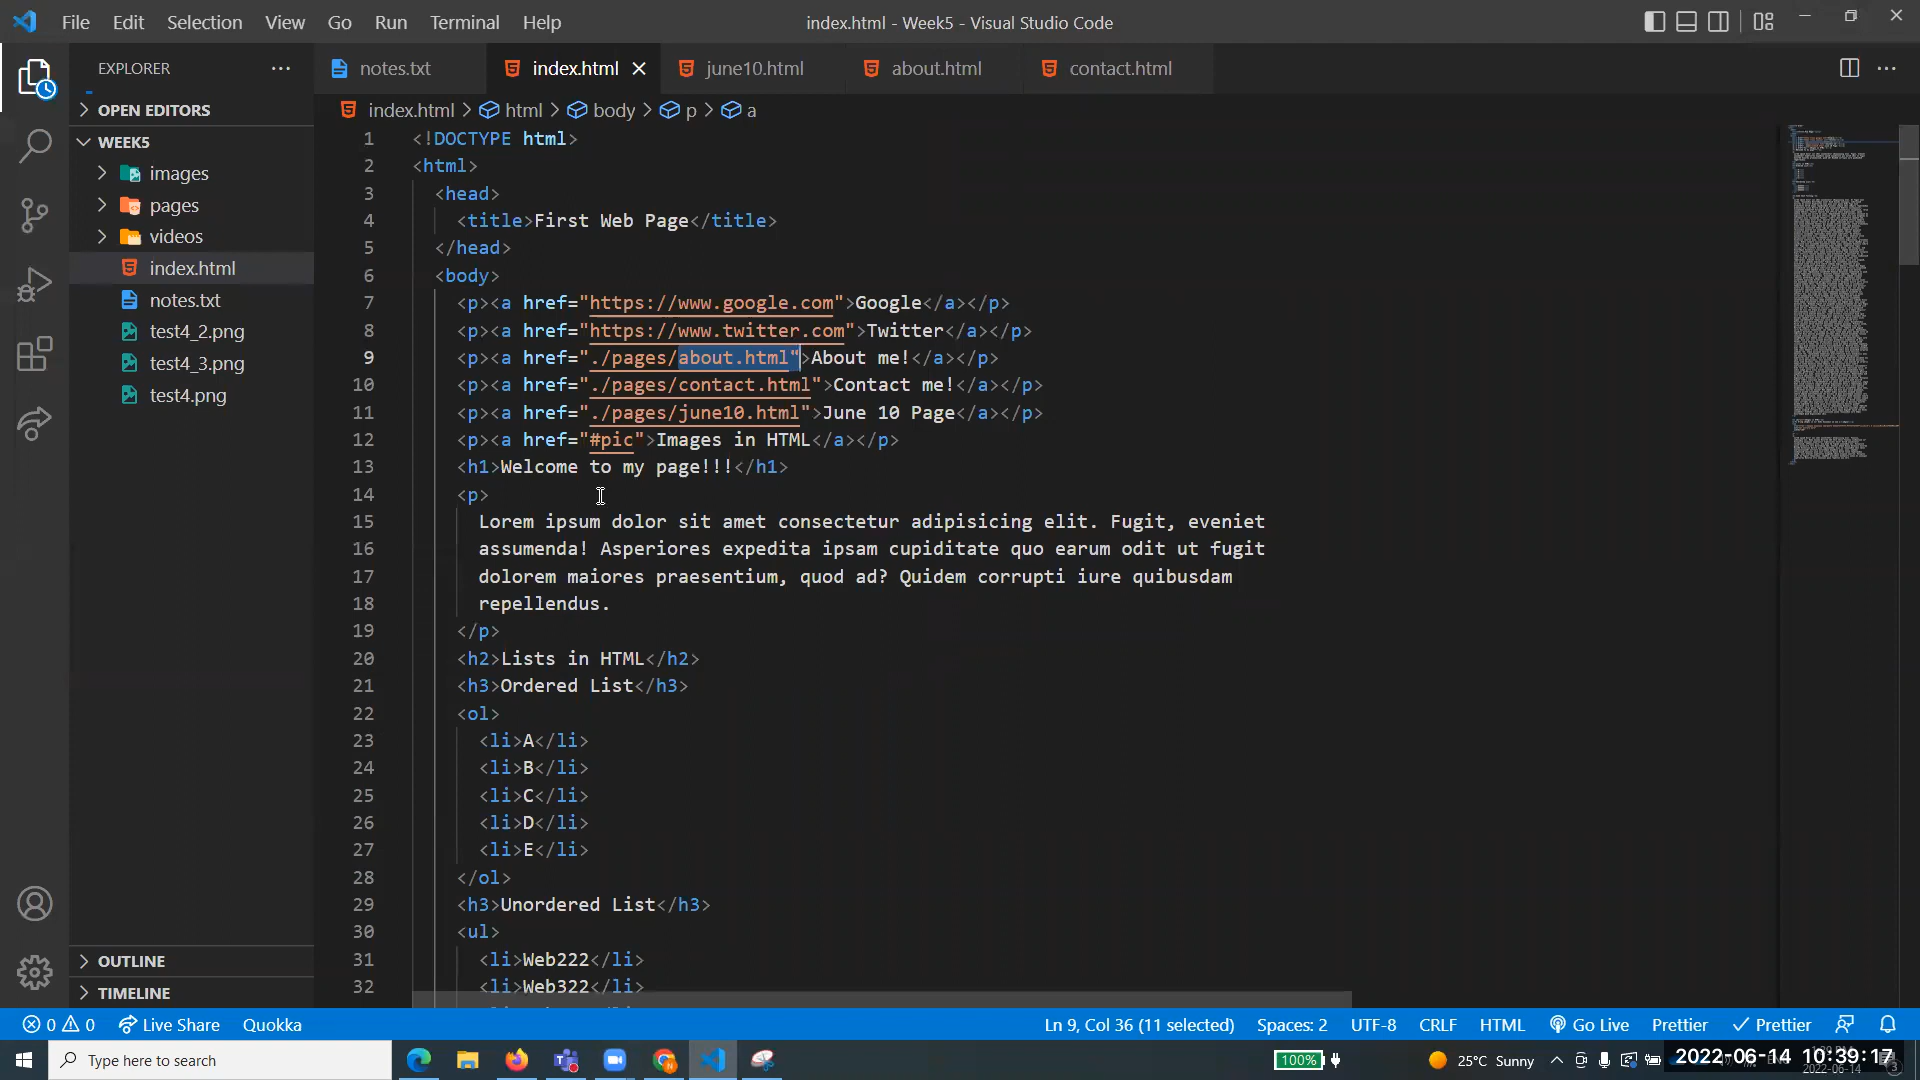 File Edit Selection View Go Run Terminal Help
index.html - Week5 - Visual Studio Code
EXPLORER
OPEN EDITORS
WEEK5
images
pages
videos
index.html
notes.txt
test4_2.png
test4_3.png
test4.png
OUTLINE
TIMELINE
notes.txt index.html june10.html about.html contact.html
index.html > html > body > p > a
1 <!DOCTYPE html>
2 <html>
3 <head>
4 <title>First Web Page</title>
5 </head>
6 <body>
7 <p><a href="https://www.google.com">Google</a></p>
8 <p><a href="https://www.twitter.com">Twitter</a></p>
9 <p><a href="./pages/about.html">About me!</a></p>
10 <p><a href="./pages/contact.html">Contact me!</a></p>
11 <p><a href="./pages/june10.html">June 10 Page</a></p>
12 <p><a href="#pic">Images in HTML</a></p>
13 <h1>Welcome to my page!!!</h1>
14 <p>
15 Lorem ipsum dolor sit amet consectetur adipisicing elit. Fugit, eveniet
16 assumenda! Asperiores expedita ipsam cupiditate quo earum odit ut fugit
17 dolorem maiores praesentium, quod ad? Quidem corrupti iure quibusdam
18 repellendus.
19 </p>
20 <h2>Lists in HTML</h2>
21 <h3>Ordered List</h3>
22 <ol>
23 <li>A</li>
24 <li>B</li>
25 <li>C</li>
26 <li>D</li>
27 <li>E</li>
28 </ol>
29 <h3>Unordered List</h3>
30 <ul>
31 <li>Web222</li>
32 <li>Web322</li>
0 0 Live Share Quokka
Ln 9, Col 36 (11 selected) Spaces: 2 UTF-8 CRLF HTML Go Live Prettier Prettier
Type here to search
100%
25°C Sunny
2022-06-14 10:39:17
2022-06-14